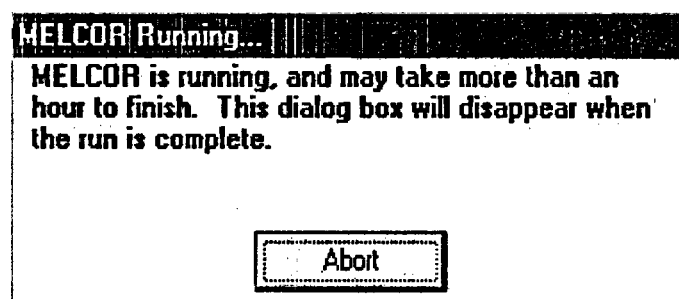 MELCOR Running...
MELCOR is running, and may take more than an
hour to finish. This dialog box will disappear when
the run is complete.
Abort